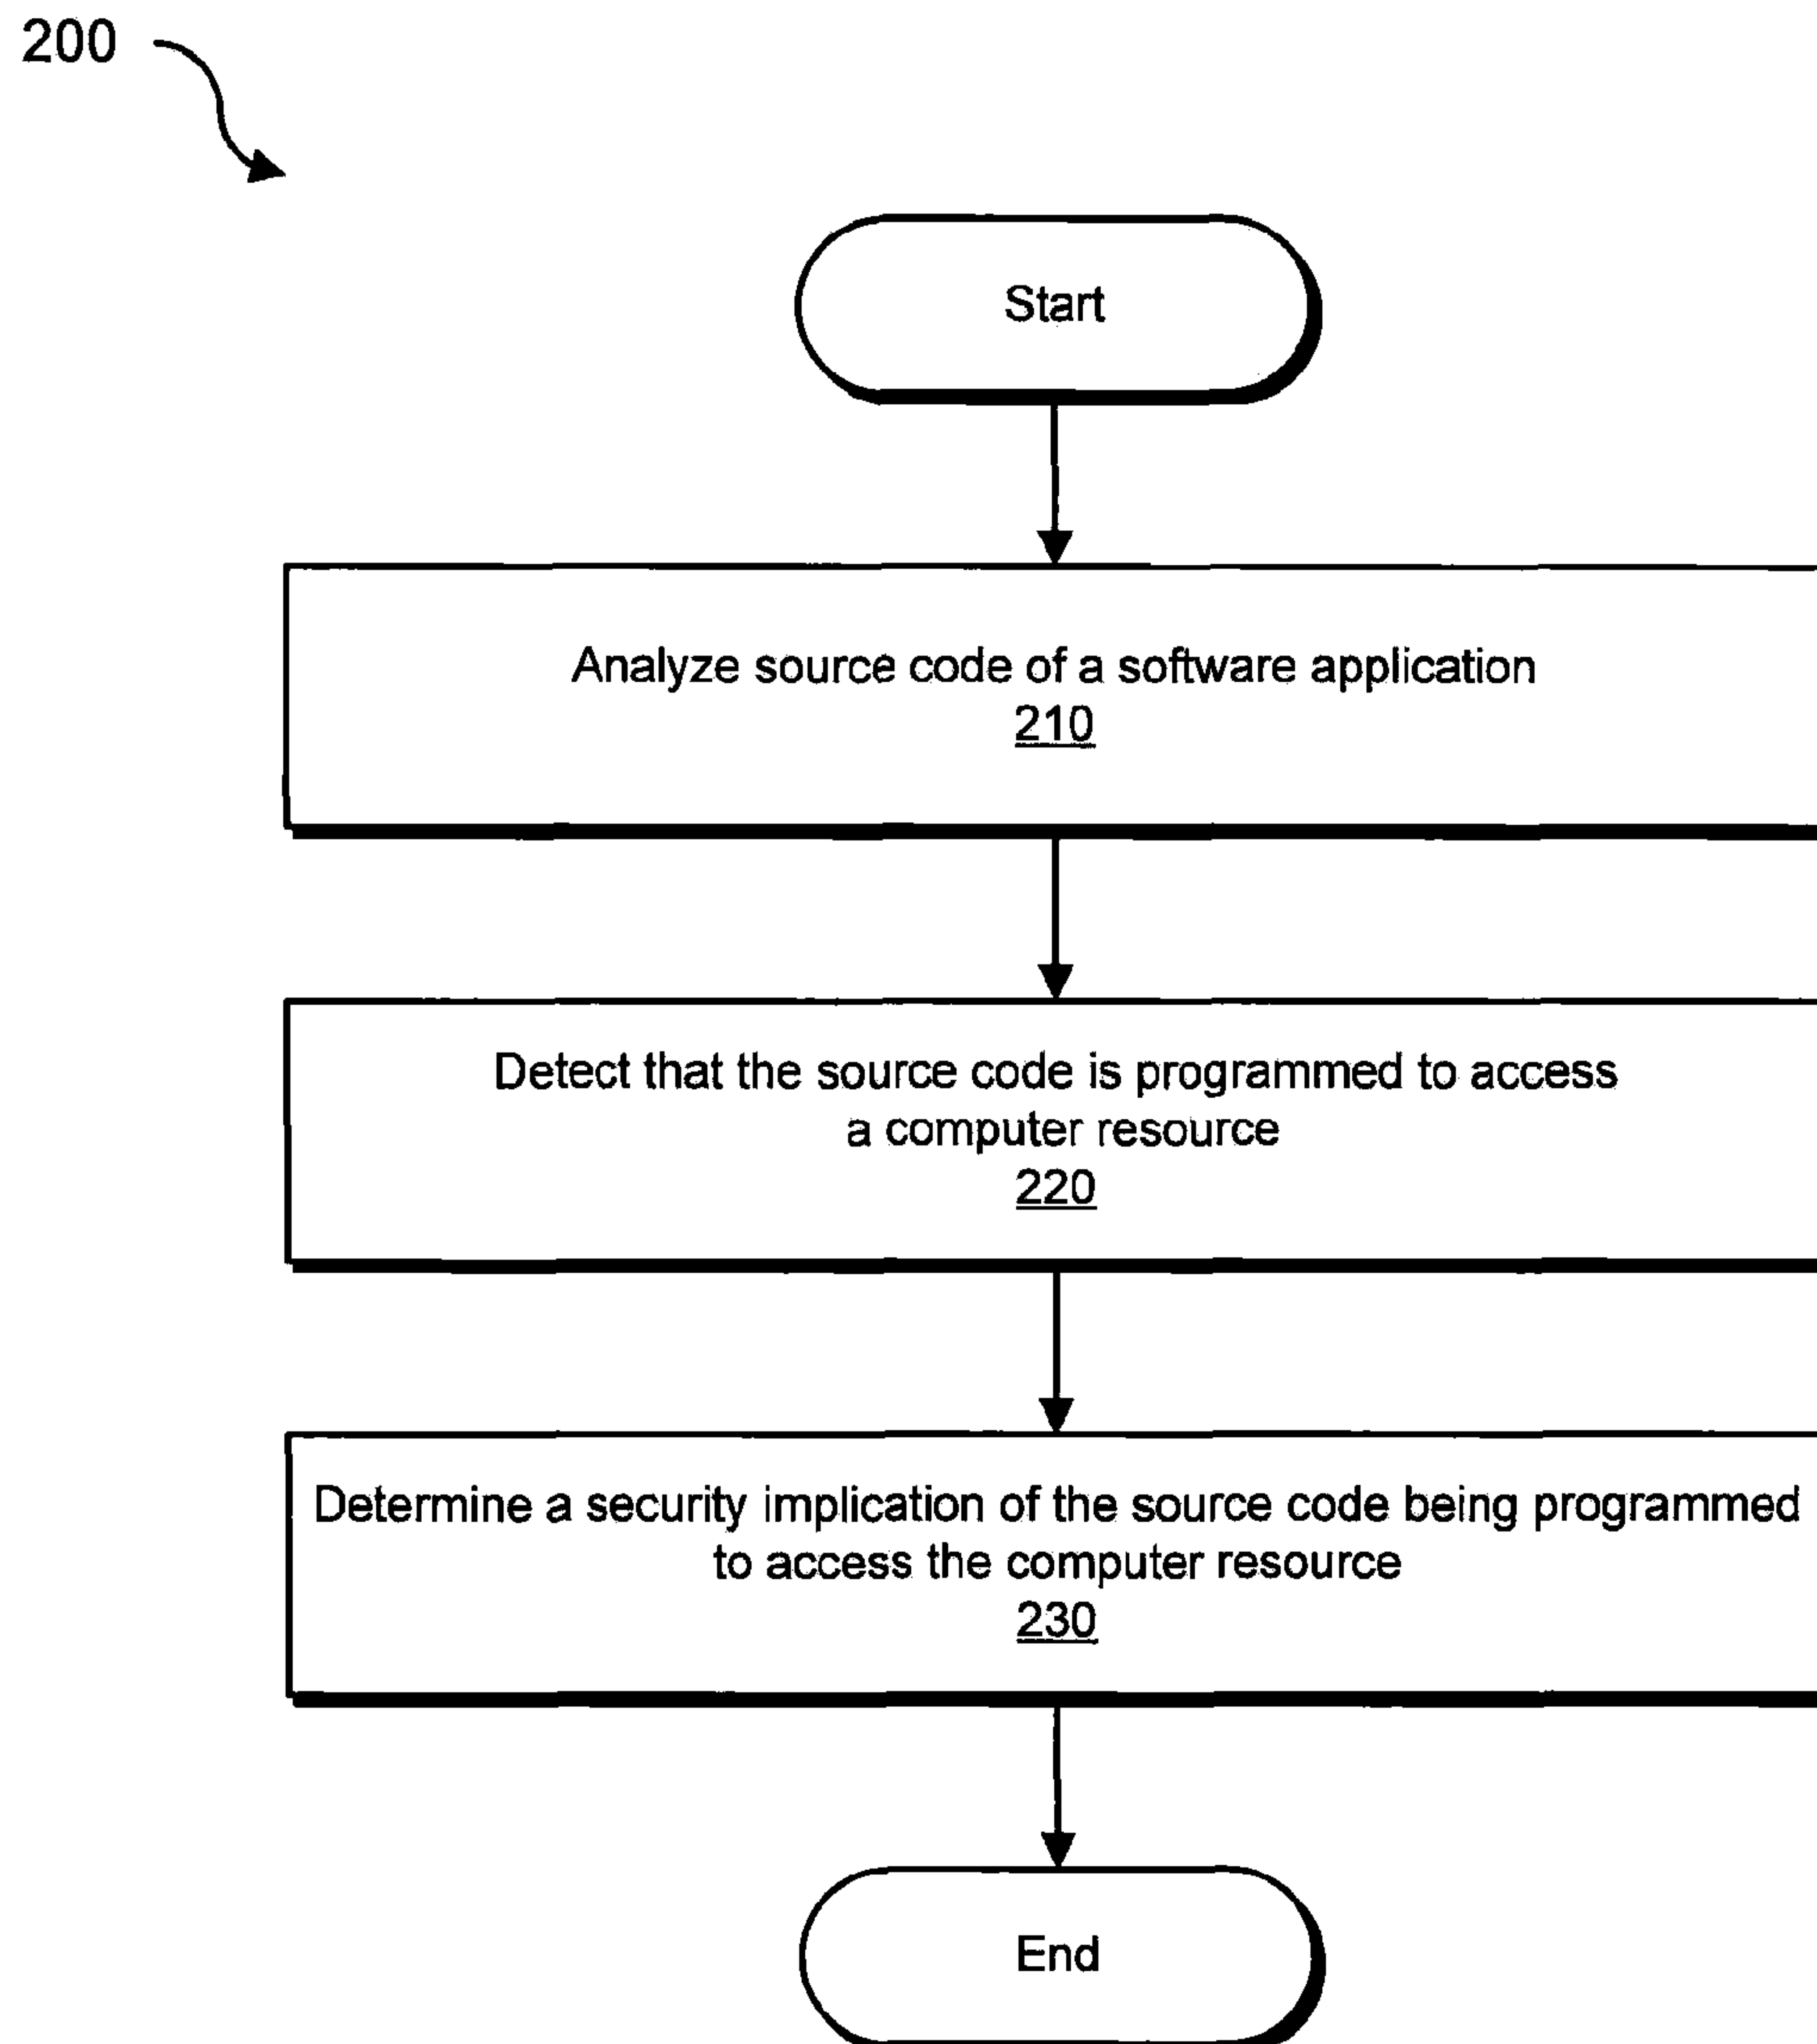 200
Start
Analyze source code of a software application
210
Detect that the source code is programmed to access
a computer resource
220
Determine a security implication of the source code being programmed
to access the computer resource
230
End